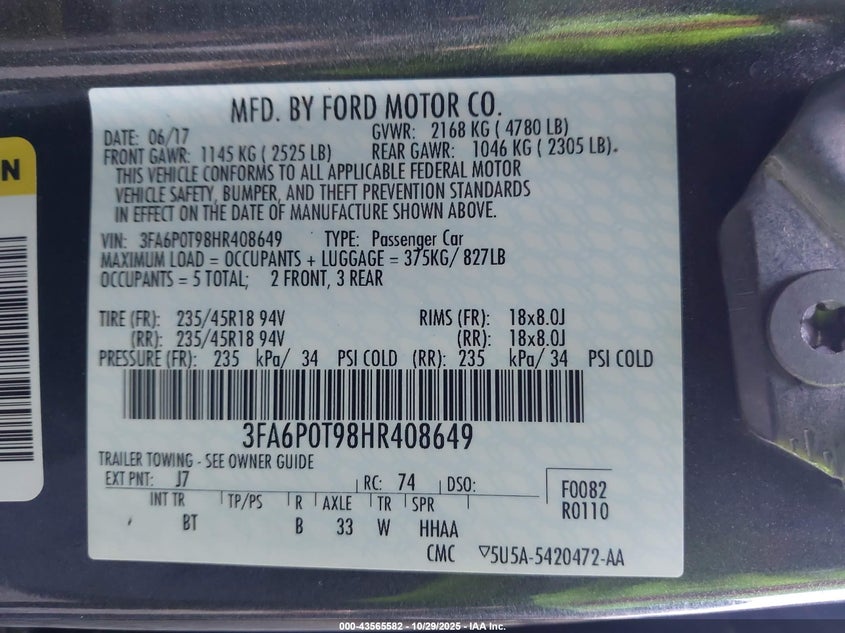 MFD. BY FORD MOTOR CO.
DATE: 06/17 GVWR: 2168 KG ( 4780 LB)
FRONT GAWR: 1145 KG ( 2525 LB) REAR GAWR: 1046 KG ( 2305 LB).
THIS VEHICLE CONFORMS TO ALL APPLICABLE FEDERAL MOTOR
VEHICLE SAFETY, BUMPER, AND THEFT PREVENTION STANDARDS
IN EFFECT ON THE DATE OF MANUFACTURE SHOWN ABOVE.
VIN: 3FA6P0T98HR408649 TYPE: Passenger Car
MAXIMUM LOAD = OCCUPANTS + LUGGAGE = 375KG/ 827LB
OCCUPANTS = 5 TOTAL; 2 FRONT, 3 REAR
TIRE (FR): 235/45R18 94V RIMS (FR): 18x8.0J
(RR): 235/45R18 94V (RR): 18x8.0J
PRESSURE (FR): 235 kPa/ 34 PSI COLD (RR): 235 kPa/ 34 PSI COLD
3FA6P0T98HR408649
TRAILER TOWING - SEE OWNER GUIDE
EXT PNT: J7 RC: 74 DSO:
F0082
R0110
INT TR TP/PS R AXLE TR SPR
BT B 33 W HHAA
CMC ▽5U5A-5420472-AA
N
000-43565582 - 10/29/2025 - IAA Inc.